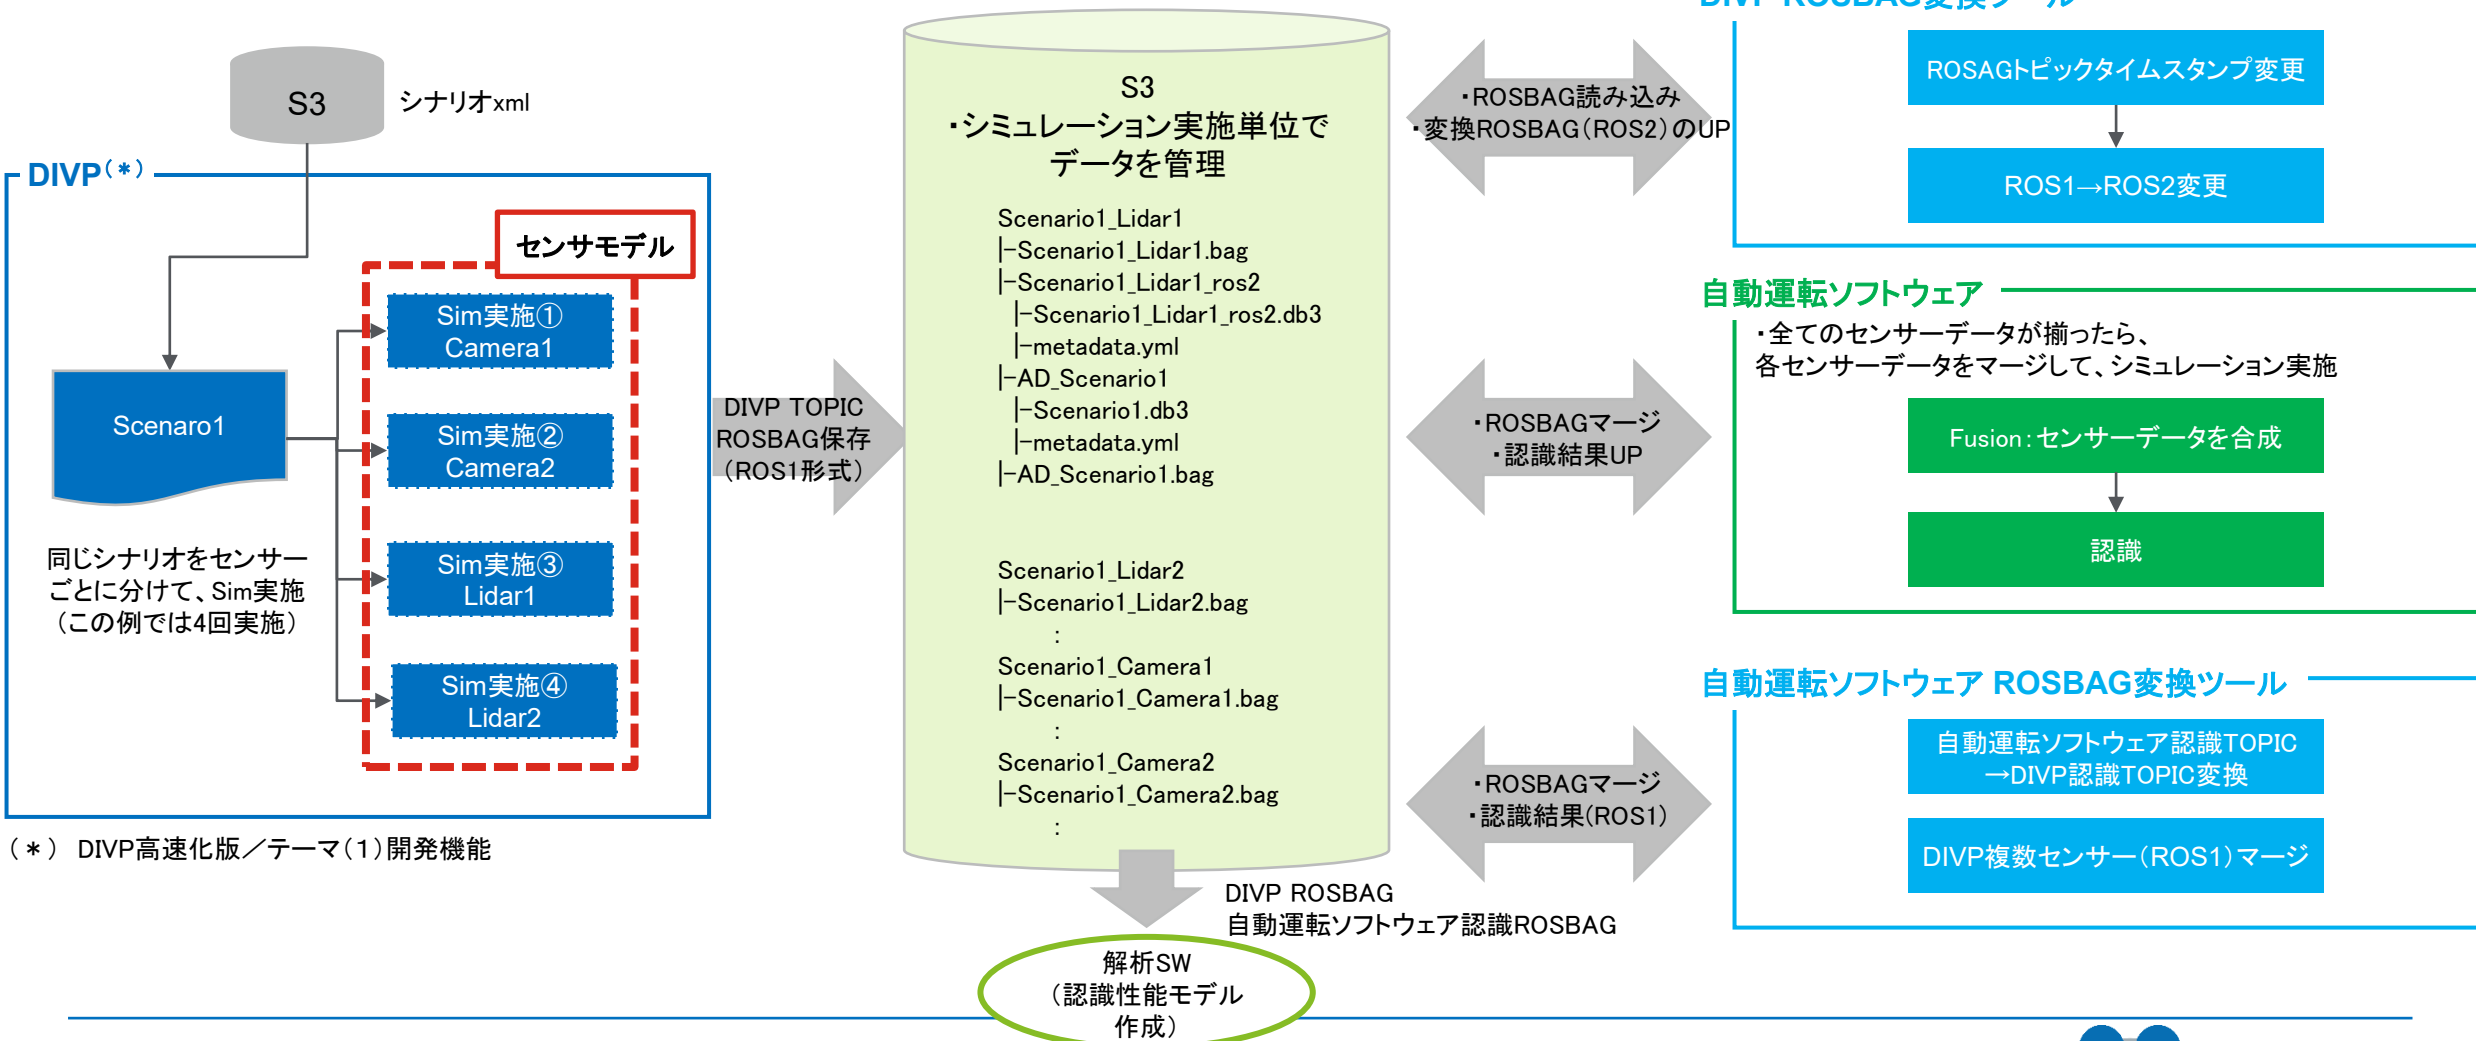 S3
シナリオxml
DIVP（*）
センサモデル
Sim実施①
Camera1
Sim実施②
Camera2
Sim実施③
Lidar1
Sim実施④
Lidar2
Scenaro1
同じシナリオをセンサー
ごとに分けて、Sim実施
（この例では4回実施）
（*） DIVP高速化版／テーマ（1）開発機能
DIVP TOPIC
ROSBAG保存
（ROS1形式）
S3
・シミュレーション実施単位で
データを管理
Scenario1_Lidar1
|-Scenario1_Lidar1.bag
|-Scenario1_Lidar1_ros2
|-Scenario1_Lidar1_ros2.db3
|-metadata.yml
|-AD_Scenario1
|-Scenario1.db3
|-metadata.yml
|-AD_Scenario1.bag
Scenario1_Lidar2
|-Scenario1_Lidar2.bag
:
Scenario1_Camera1
|-Scenario1_Camera1.bag
:
Scenario1_Camera2
|-Scenario1_Camera2.bag
:
DIVP ROSBAG
自動運転ソフトウェア認識ROSBAG
解析SW
（認識性能モデル
作成）
・ROSBAG読み込み
・変換ROSBAG（ROS2）のUP
・ROSBAGマージ
・認識結果UP
・ROSBAGマージ
・認識結果(ROS1)
DIVP ROSBAG変換ツール
ROSAGトピックタイムスタンプ変更
ROS1→ROS2変更
自動運転ソフトウェア
・全てのセンサーデータが揃ったら、
各センサーデータをマージして、シミュレーション実施
Fusion：センサーデータを合成
認識
自動運転ソフトウェア ROSBAG変換ツール
自動運転ソフトウェア認識TOPIC
→DIVP認識TOPIC変換
DIVP複数センサー（ROS1）マージ